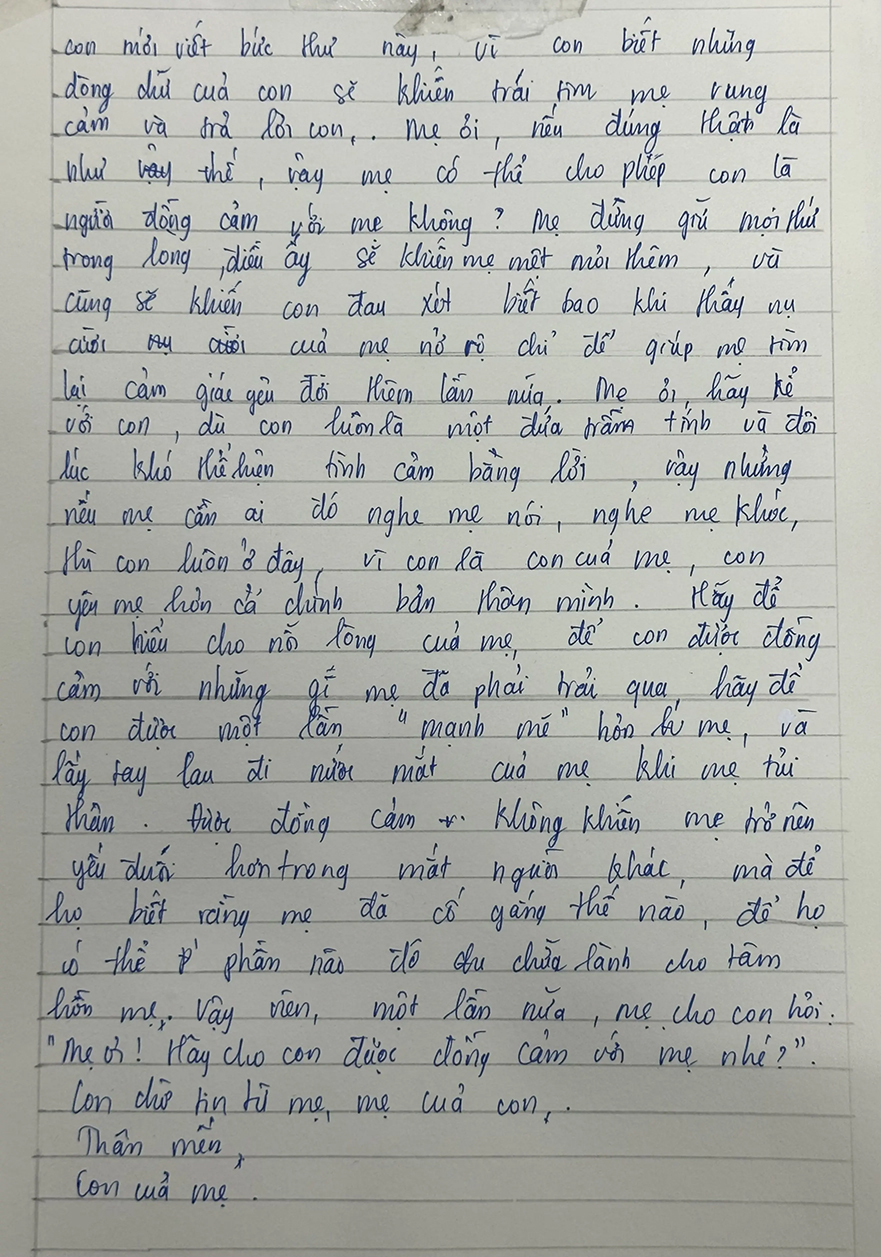 con mới viết bức thư này, vì con biết những
dòng chữ của con sẽ khiến trái tim mẹ rung
cảm và trả lời con,. Mẹ ơi, nếu đúng thật là
như vậy thế, vậy mẹ có thể cho phép con là
người đồng cảm với mẹ không? Mẹ đừng giữ mọi thứ
trong lòng, điều ấy sẽ khiến mẹ mệt mỏi thêm, và
cũng sẽ khiến con đau xót biết bao khi thấy nụ
cười của mẹ nở rộ chỉ để giúp mẹ tìm
lại cảm giác yêu đời thêm lần nữa. Mẹ ơi, hãy kể
với con, dù con luôn là một đứa trầm tính và đôi
lúc khó thể hiện tình cảm bằng lời, vậy nhưng
nếu mẹ cần ai đó nghe mẹ nói, nghe mẹ khóc,
thì con luôn ở đây, vì con là con của mẹ, con
yêu mẹ hơn cả chính bản thân mình. Hãy để
con hiểu cho nỗi lòng của mẹ, để con được đồng
cảm với những gì mẹ đã phải trải qua, hãy để
con được một lần "mạnh mẽ" hơn mẹ, và
lấy tay lau đi nước mắt của mẹ khi mẹ tủi
thân. Được đồng cảm không khiến mẹ trở nên
yếu đuối hơn trong mắt người khác, mà để
họ biết rằng mẹ đã cố gắng thế nào, để họ
có thể phần nào đó chữa lành cho tâm
hồn mẹ. Vậy nên, một lần nữa, mẹ cho con hỏi:
"Mẹ ơi! Hãy cho con được đồng cảm với mẹ nhé?".
Con chờ tin từ mẹ, mẹ của con,.
Thân mến,
Con của mẹ.